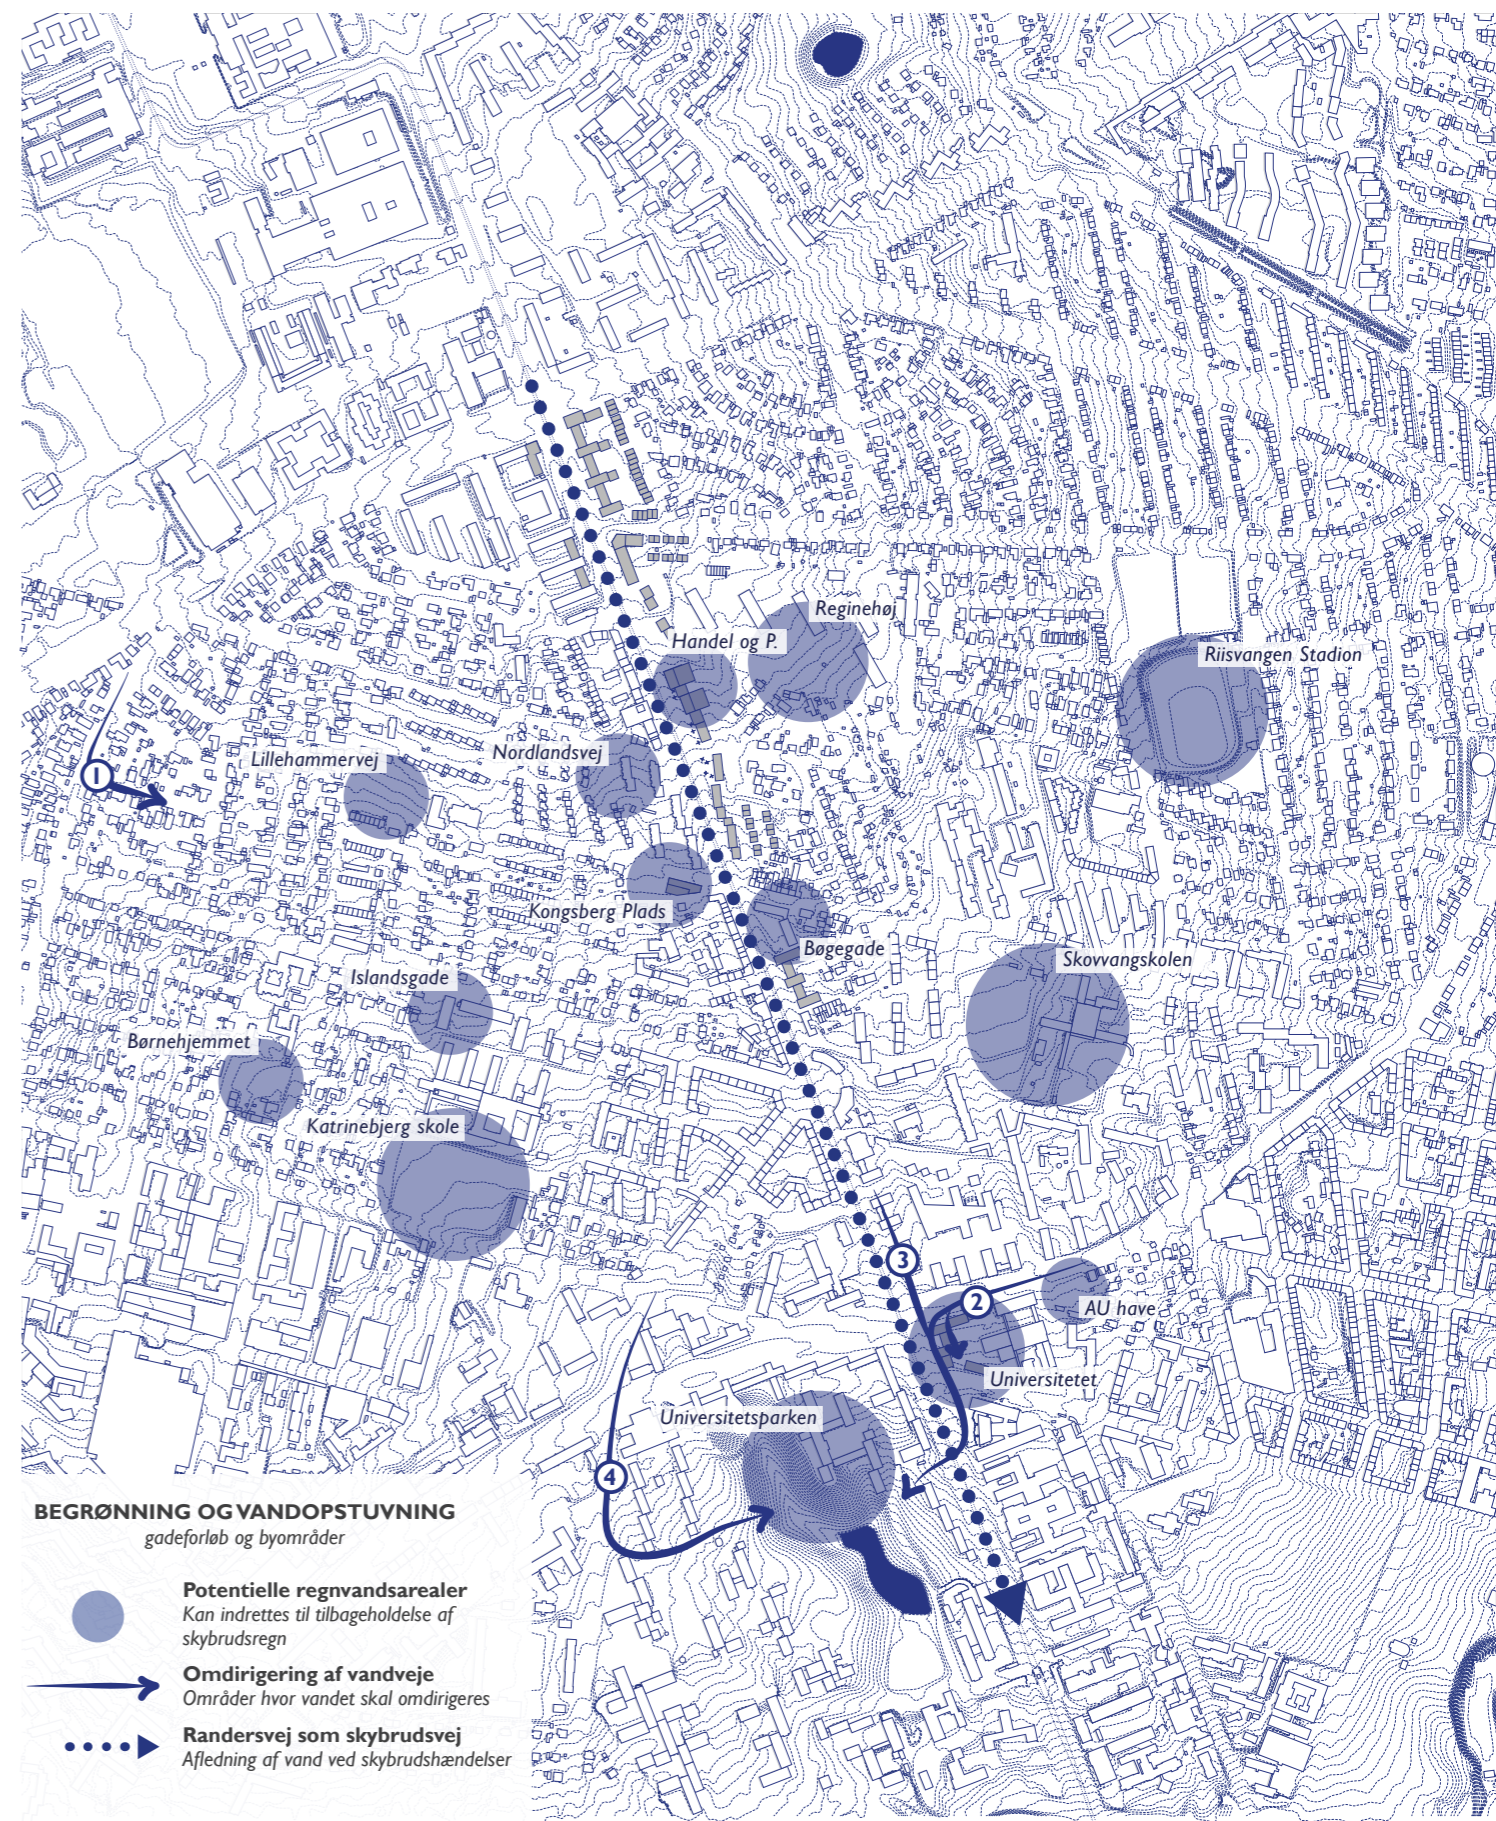 Reginehøj
Handel og P.
Riisvangen Stadion
Nordlandsvej
Lillehammervej
1
Kongsberg Plads
Bøgegade
Skovvangskolen
Islandsgade
Børnehjemmet
Katrinebjerg skole
3
2
AU have
Universitetet
Universitetsparken
4
BEGRØNNING OG VANDOPSTUVNING
gadeforløb og byområder
Potentielle regnvandsarealer
Kan indrettes til tilbageholdelse af
skybrudsregn
Omdirigering af vandveje
Områder hvor vandet skal omdirigeres
Randersvej som skybrudsvej
Afledning af vand ved skybrudshændelser